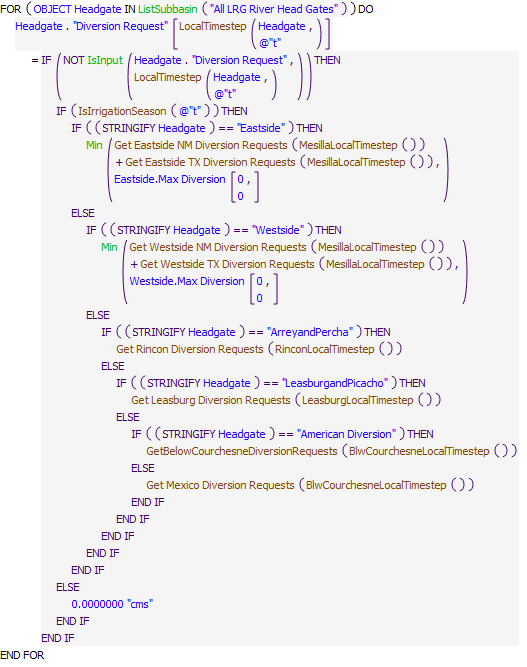 FOR ( OBJECT Headgate IN ListSubbasin ( "All LRG River Head Gates" ) ) DO
Headgate . "Diversion Request" [ LocalTimestep ( Headgate ,
@"t" ) ]
= IF ( NOT IsInput ( Headgate . "Diversion Request" , ) ) THEN
LocalTimestep ( Headgate ,
@"t" )
IF ( IsIrrigationSeason ( @"t" ) ) THEN
IF ( ( STRINGIFY Headgate ) == "Eastside" ) THEN
Min ( Get Eastside NM Diversion Requests ( MesillaLocalTimestep ( ) )
+ Get Eastside TX Diversion Requests ( MesillaLocalTimestep ( ) ) ,
Eastside.Max Diversion [ 0 ,
0 ] )
ELSE
IF ( ( STRINGIFY Headgate ) == "Westside" ) THEN
Min ( Get Westside NM Diversion Requests ( MesillaLocalTimestep ( ) )
+ Get Westside TX Diversion Requests ( MesillaLocalTimestep ( ) ) ,
Westside.Max Diversion [ 0 ,
0 ] )
ELSE
IF ( ( STRINGIFY Headgate ) == "ArreyandPercha" ) THEN
Get Rincon Diversion Requests ( RinconLocalTimestep ( ) )
ELSE
IF ( ( STRINGIFY Headgate ) == "LeasburgandPicacho" ) THEN
Get Leasburg Diversion Requests ( LeasburgLocalTimestep ( ) )
ELSE
IF ( ( STRINGIFY Headgate ) == "American Diversion" ) THEN
GetBelowCourchesneDiversionRequests ( BlwCourchesneLocalTimestep ( ) )
ELSE
Get Mexico Diversion Requests ( BlwCourchesneLocalTimestep ( ) )
END IF
END IF
END IF
END IF
END IF
ELSE
0.0000000 "cms"
END IF
END IF
END FOR